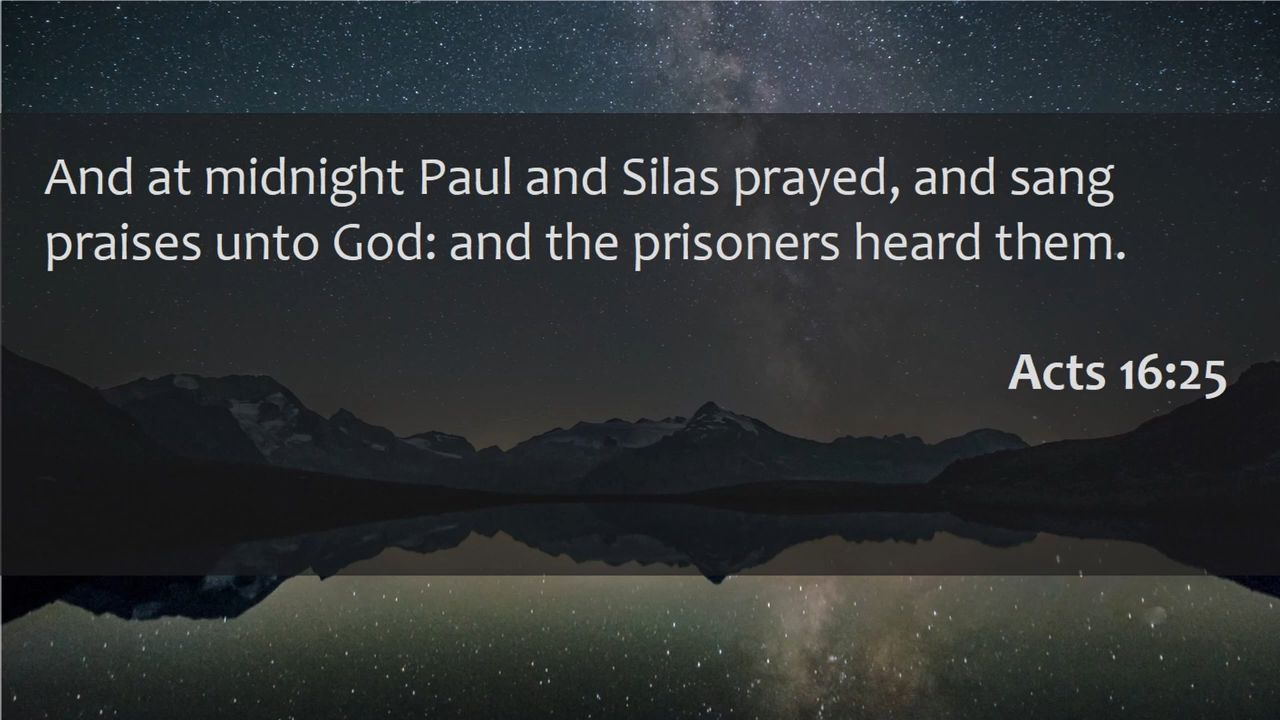 And at midnight Paul and Silas prayed, and sang
praises unto God: and the prisoners heard them.
Acts 16:25